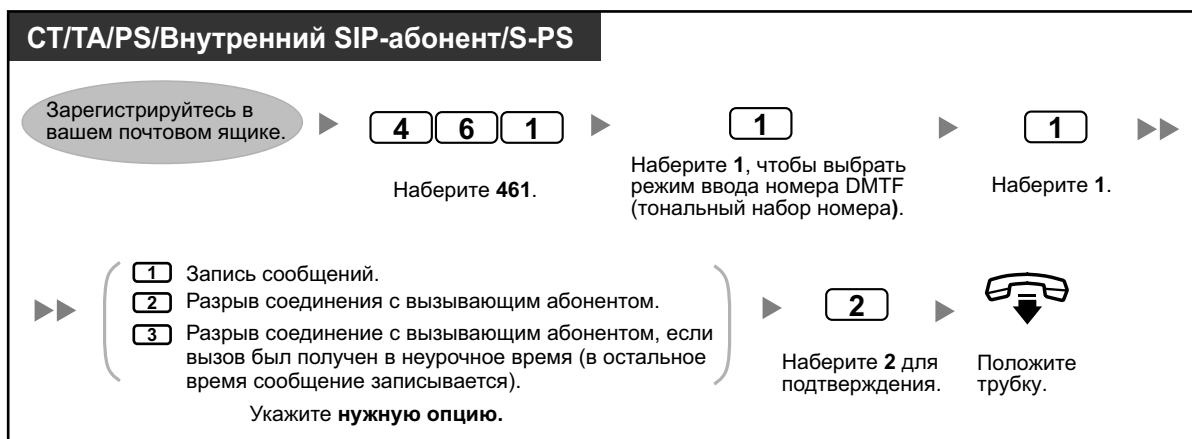 CT/TA/PS/Внутренний SIP-абонент/S-PS
Зарегистрируйтесь в
вашем почтовом ящике.
4 6 1
Наберите 461.
1
Наберите 1, чтобы выбрать
режим ввода номера DMTF
(тональный набор номера).
1
Наберите 1.
1 Запись сообщений.
2 Разрыв соединения с вызывающим абонентом.
3 Разрыв соединение с вызывающим абонентом, если
вызов был получен в неурочное время (в остальное
время сообщение записывается).
Укажите нужную опцию.
2
Наберите 2 для
подтверждения.
Положите
трубку.